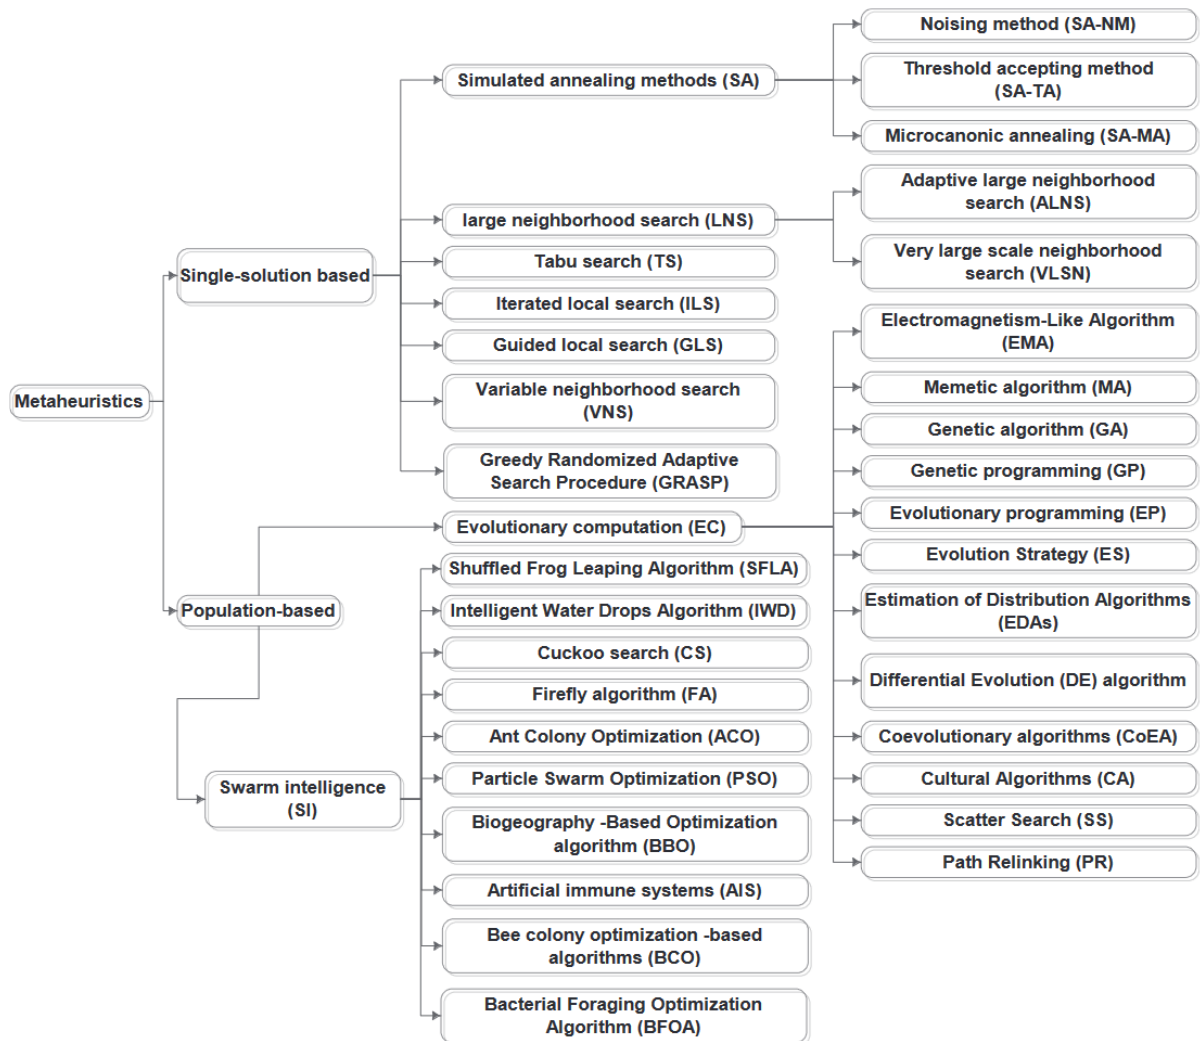 Metaheuristics
Single-solution based
Simulated annealing methods (SA)
Noising method (SA-NM)
Threshold accepting method
(SA-TA)
Microcanonic annealing (SA-MA)
large neighborhood search (LNS)
Adaptive large neighborhood
search (ALNS)
Very large scale neighborhood
search (VLSN)
Tabu search (TS)
Iterated local search (ILS)
Guided local search (GLS)
Variable neighborhood search
(VNS)
Greedy Randomized Adaptive
Search Procedure (GRASP)
Population-based
Evolutionary computation (EC)
Electromagnetism-Like Algorithm
(EMA)
Memetic algorithm (MA)
Genetic algorithm (GA)
Genetic programming (GP)
Evolutionary programming (EP)
Evolution Strategy (ES)
Estimation of Distribution Algorithms
(EDAs)
Differential Evolution (DE) algorithm
Coevolutionary algorithms (CoEA)
Cultural Algorithms (CA)
Scatter Search (SS)
Path Relinking (PR)
Swarm intelligence
(SI)
Shuffled Frog Leaping Algorithm (SFLA)
Intelligent Water Drops Algorithm (IWD)
Cuckoo search (CS)
Firefly algorithm (FA)
Ant Colony Optimization (ACO)
Particle Swarm Optimization (PSO)
Biogeography -Based Optimization
algorithm (BBO)
Artificial immune systems (AIS)
Bee colony optimization -based
algorithms (BCO)
Bacterial Foraging Optimization
Algorithm (BFOA)